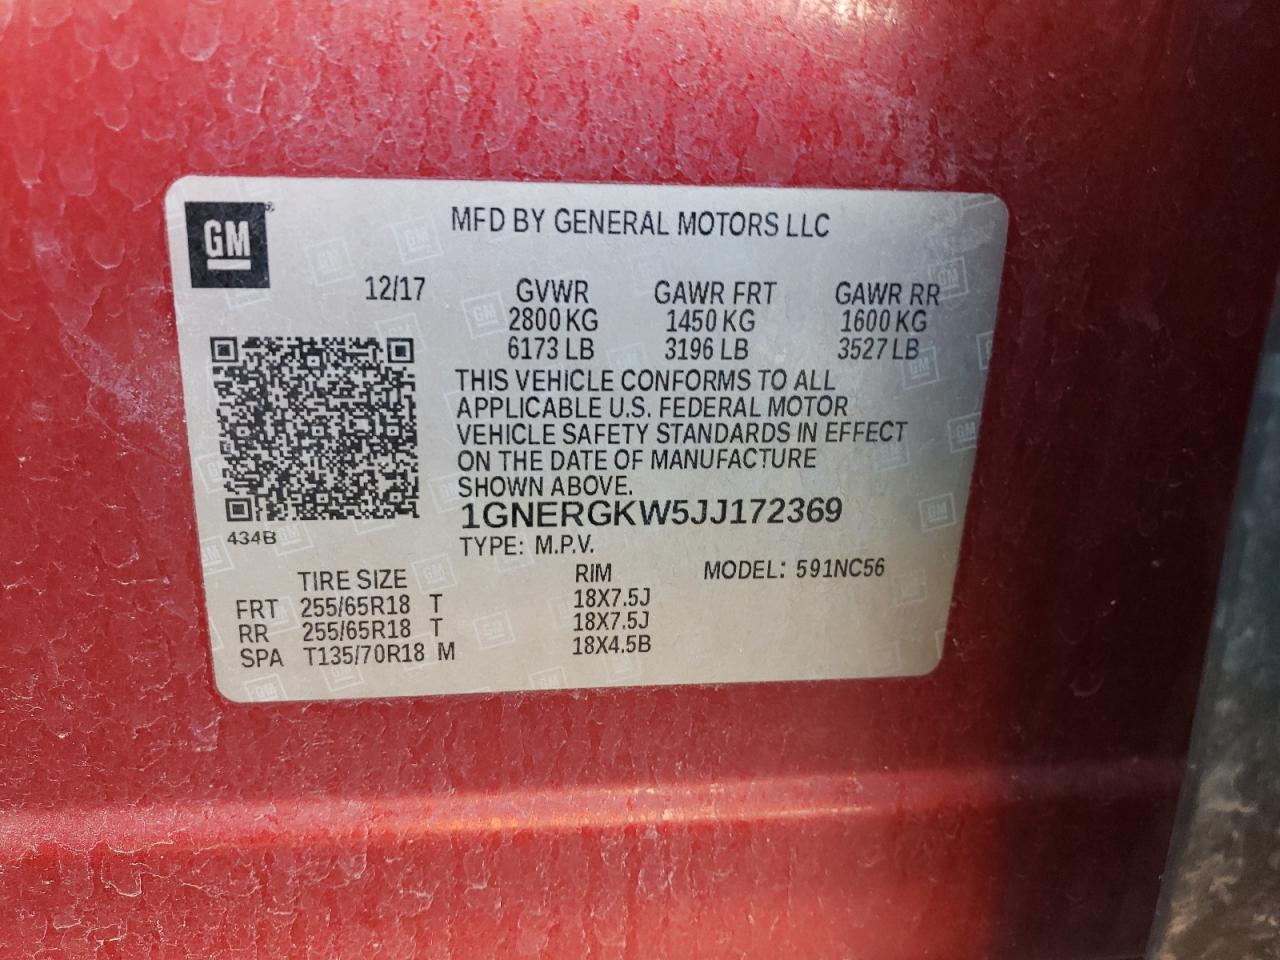 GM®
MFD BY GENERAL MOTORS LLC
12/17
GVWR GAWR FRT GAWR RR
2800 KG 1450 KG 1600 KG
6173 LB 3196 LB 3527 LB
THIS VEHICLE CONFORMS TO ALL
APPLICABLE U.S. FEDERAL MOTOR
VEHICLE SAFETY STANDARDS IN EFFECT
ON THE DATE OF MANUFACTURE
SHOWN ABOVE.
1GNERGKW5JJ172369
434B
TYPE: M.P.V.
MODEL: 591NC56
TIRE SIZE RIM
FRT 255/65R18 T 18X7.5J
RR 255/65R18 T 18X7.5J
SPA T135/70R18 M 18X4.5B